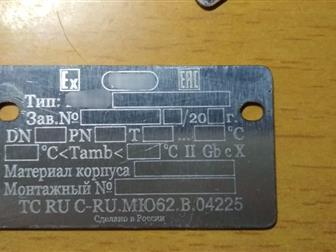 Ex EAC
Тип:
Зав.№ /20 г.
DN PN T ... °C
°C<Tamb< °C II Gb c X
Материал корпуса
Монтажный №
ТС RU C-RU.МЮ62.В.04225
Сделано в России